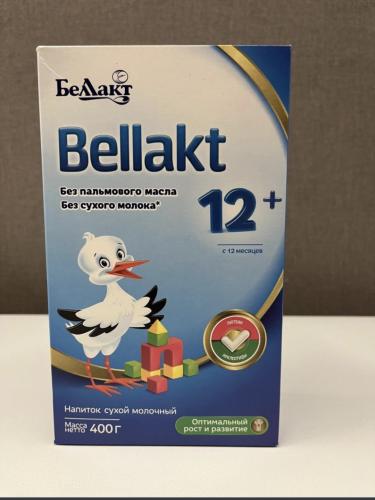 Беллакт
Bellakt
Без пальмового масла
Без сухого молока*
12+
с 12 месяцев
Напиток сухой молочный
Масса
нетто 400 г
Оптимальный
рост и развитие